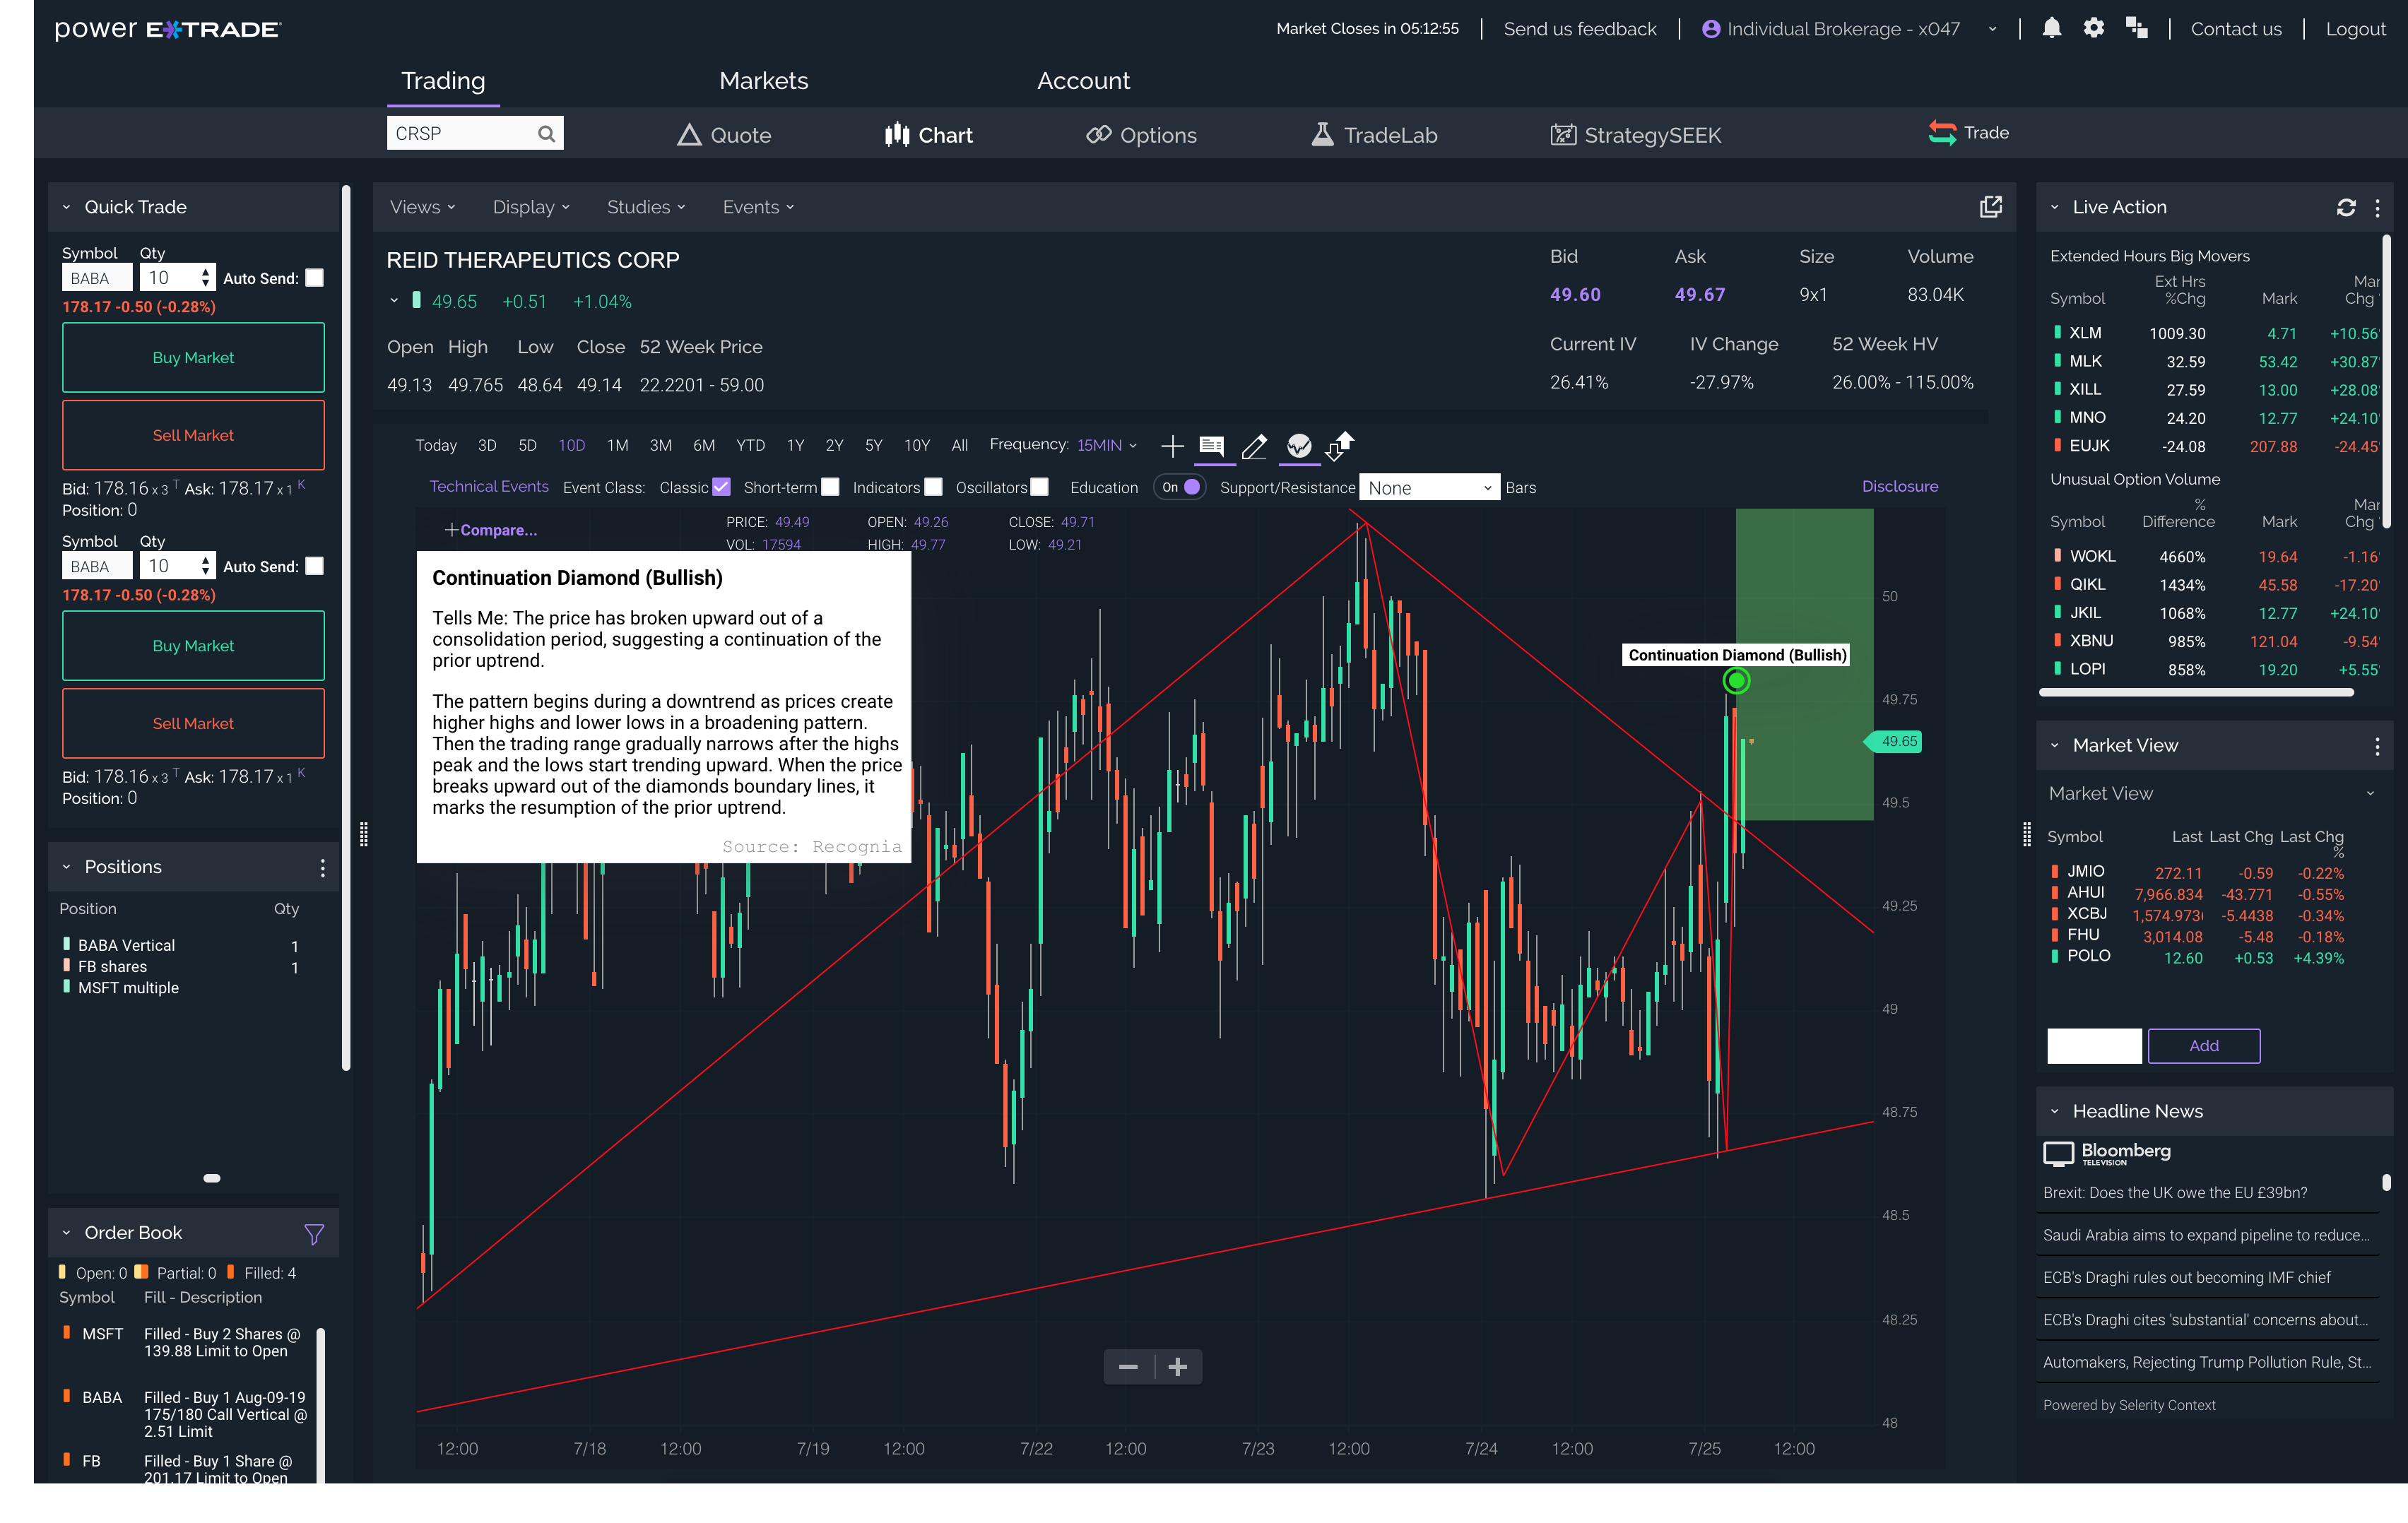 power E*TRADE
Market Closes in 05:12:55
Send us feedback
Individual Brokerage - x047
Contact us
Logout
Trading
Markets
Account
CRSP
Quote
Chart
Options
TradeLab
StrategySEEK
Trade
Quick Trade
Symbol Qty
BABA 10 Auto Send:
178.17 -0.50 (-0.28%)
Buy Market
Sell Market
Bid: 178.16 x 3 T Ask: 178.17 x 1 K
Position: 0
Symbol Qty
BABA 10 Auto Send:
178.17 -0.50 (-0.28%)
Buy Market
Sell Market
Bid: 178.16 x 3 T Ask: 178.17 x 1 K
Position: 0
Positions
Position Qty
BABA Vertical 1
FB shares 1
MSFT multiple
Order Book
Open: 0 Partial: 0 Filled: 4
Symbol Fill - Description
MSFT Filled - Buy 2 Shares @
139.88 Limit to Open
BABA Filled - Buy 1 Aug-09-19
175/180 Call Vertical @
2.51 Limit
FB Filled - Buy 1 Share @
201.17 Limit to Open
Views Display Studies Events
REID THERAPEUTICS CORP
49.65 +0.51 +1.04%
Open High Low Close 52 Week Price
49.13 49.765 48.64 49.14 22.2201 - 59.00
Bid Ask Size Volume
49.60 49.67 9x1 83.04K
Current IV IV Change 52 Week HV
26.41% -27.97% 26.00% - 115.00%
Today 3D 5D 10D 1M 3M 6M YTD 1Y 2Y 5Y 10Y All Frequency: 15MIN
Technical Events Event Class: Classic Short-term Indicators Oscillators Education On Support/Resistance None Bars Disclosure
+Compare...
PRICE: 49.49 OPEN: 49.26 CLOSE: 49.71
VOL: 17594 HIGH: 49.77 LOW: 49.21
Continuation Diamond (Bullish)
Tells Me: The price has broken upward out of a
consolidation period, suggesting a continuation of the
prior uptrend.
The pattern begins during a downtrend as prices create
higher highs and lower lows in a broadening pattern.
Then the trading range gradually narrows after the highs
peak and the lows start trending upward. When the price
breaks upward out of the diamonds boundary lines, it
marks the resumption of the prior uptrend.
Source: Recognia
Continuation Diamond (Bullish)
50
49.75
49.65
49.5
49.25
49
48.75
48.5
48.25
48
12:00 7/18 12:00 7/19 12:00 7/22 12:00 7/23 12:00 7/24 12:00 7/25 12:00
Live Action
Extended Hours Big Movers
Ext Hrs Mar
Symbol %Chg Mark Chg
XLM 1009.30 4.71 +10.56
MLK 32.59 53.42 +30.87
XILL 27.59 13.00 +28.08
MNO 24.20 12.77 +24.10
EUJK -24.08 207.88 -24.45
Unusual Option Volume
% Mar
Symbol Difference Mark Chg
WOKL 4660% 19.64 -1.16
QIKL 1434% 45.58 -17.20
JKIL 1068% 12.77 +24.10
XBNU 985% 121.04 -9.54
LOPI 858% 19.20 +5.55
Market View
Market View
Symbol Last Last Chg Last Chg
%
JMIO 272.11 -0.59 -0.22%
AHUI 7,966.834 -43.771 -0.55%
XCBJ 1,574.973 -5.4438 -0.34%
FHU 3,014.08 -5.48 -0.18%
POLO 12.60 +0.53 +4.39%
Add
Headline News
Bloomberg
TELEVISION
Brexit: Does the UK owe the EU £39bn?
Saudi Arabia aims to expand pipeline to reduce...
ECB's Draghi rules out becoming IMF chief
ECB's Draghi cites 'substantial' concerns about...
Automakers, Rejecting Trump Pollution Rule, St...
Powered by Selerity Context